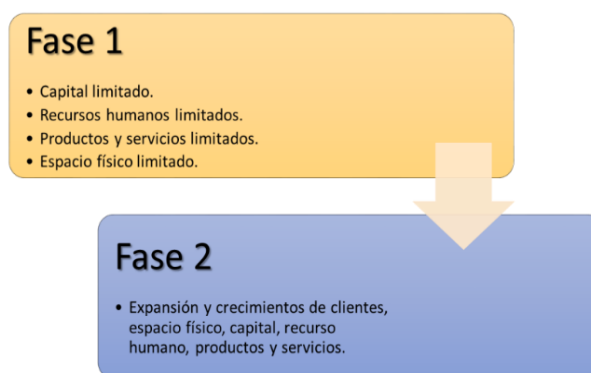 Fase 1
• Capital limitado.
• Recursos humanos limitados.
• Productos y servicios limitados.
• Espacio físico limitado.
Fase 2
• Expansión y crecimientos de clientes,
espacio físico, capital, recurso
humano, productos y servicios.